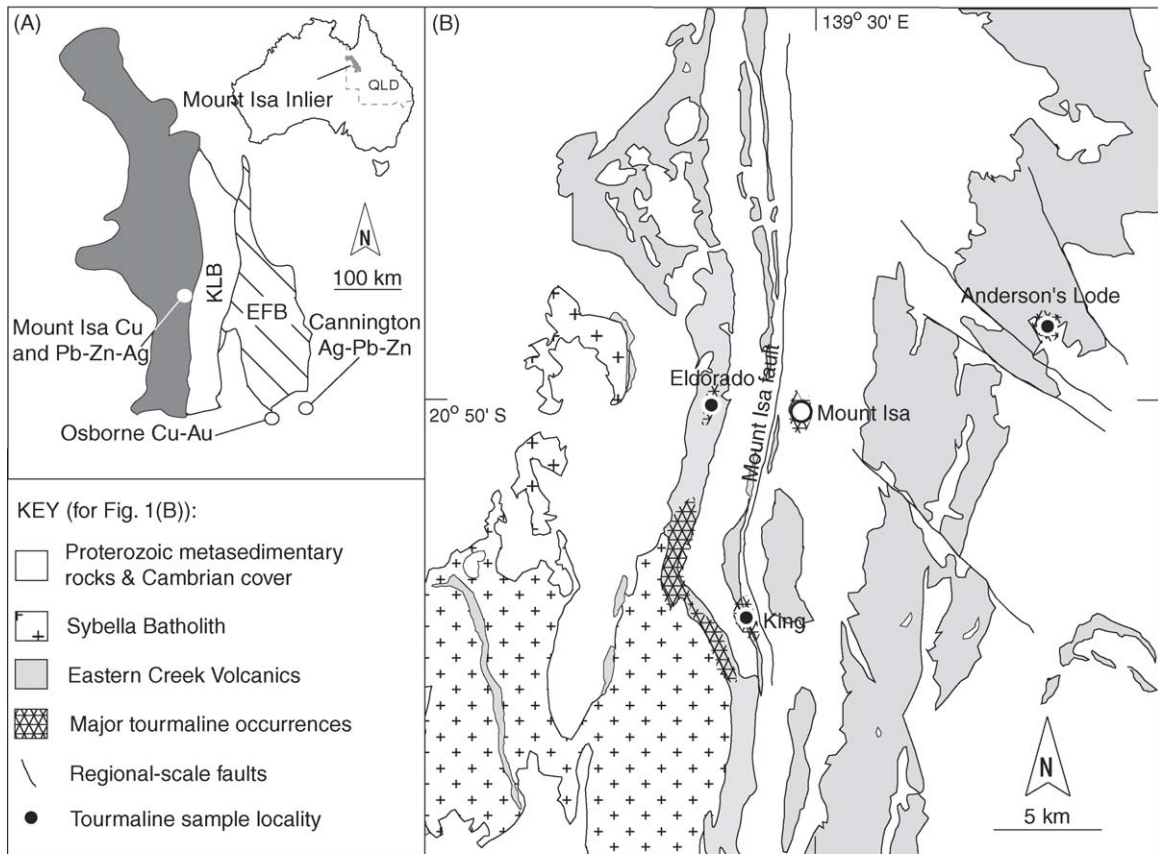 (A)
Mount Isa Inlier
QLD
N
100 km
KLB
EFB
Mount Isa Cu
and Pb-Zn-Ag
Cannington
Ag-Pb-Zn
Osborne Cu-Au
KEY (for Fig. 1(B)):
Proterozoic metasedimentary
rocks & Cambrian cover
Sybella Batholith
Eastern Creek Volcanics
Major tourmaline occurrences
Regional-scale faults
Tourmaline sample locality
(B)
139° 30' E
Anderson's Lode
Eldorado
Mount Isa fault
20° 50' S
Mount Isa
King
N
5 km